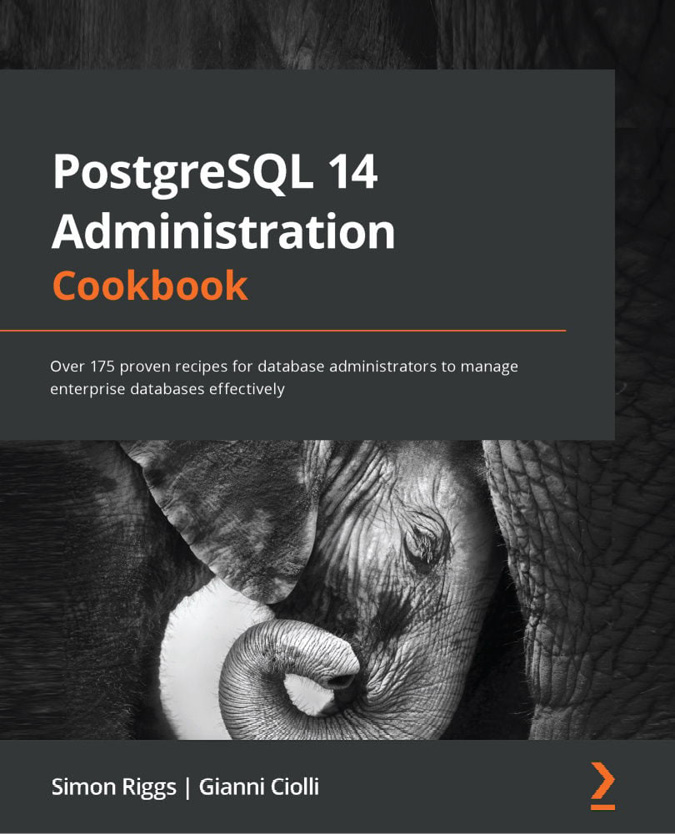 PostgreSQL 14
Administration
Cookbook
Over 175 proven recipes for database administrators to manage
enterprise databases effectively
Simon Riggs | Gianni Ciolli